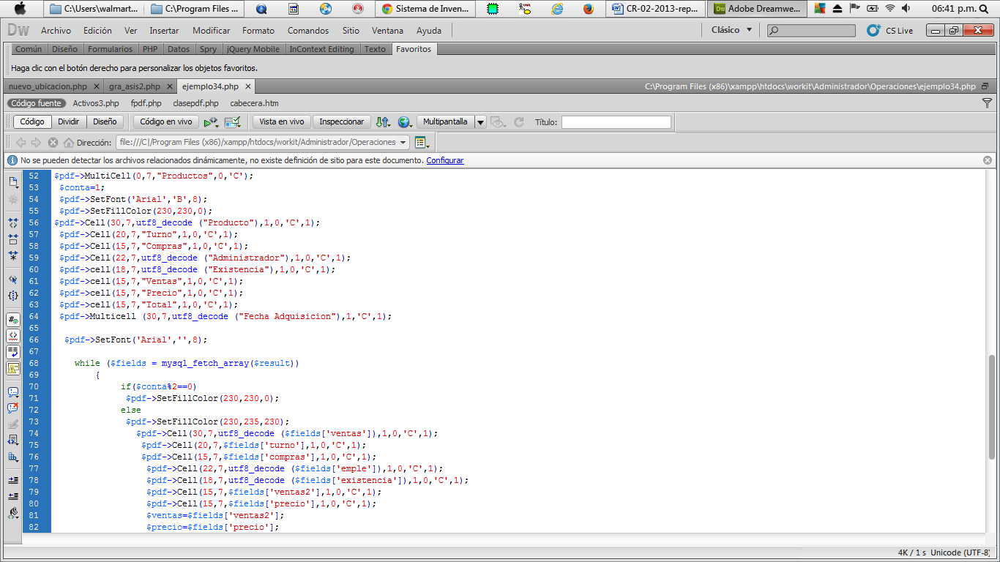 C:\Users\walmart... C:\Program Files ... Sistema de Inven... CR-02-2013-rep... Adobe Dreamwe... 06:41 p.m.
Dw Archivo Edición Ver Insertar Modificar Formato Comandos Sitio Ventana Ayuda Clásico CS Live
Común Diseño Formularios PHP Datos Spry jQuery Mobile InContext Editing Texto Favoritos
Haga clic con el botón derecho para personalizar los objetos favoritos.
nuevo_ubicacion.php gra_asis2.php ejemplo34.php C:\Program Files (x86)\xampp\htdocs\workit\Administrador\Operaciones\ejemplo34.php
Código fuente Activos3.php fpdf.php clasepdf.php cabecera.htm
Código Dividir Diseño Código en vivo Vista en vivo Inspeccionar Multipantalla Título:
Dirección: file:///C|/Program Files (x86)/xampp/htdocs/workit/Administrador/Operaciones
No se pueden detectar los archivos relacionados dinámicamente, no existe definición de sitio para este documento. Configurar
52 $pdf->MultiCell(0,7,"Productos",0,'C');
53 $conta=1;
54 $pdf->SetFont('Arial','B',8);
55 $pdf->SetFillColor(230,230,0);
56 $pdf->Cell(30,7,utf8_decode ("Producto"),1,0,'C',1);
57 $pdf->Cell(20,7,"Turno",1,0,'C',1);
58 $pdf->Cell(15,7,"Compras",1,0,'C',1);
59 $pdf->Cell(22,7,utf8_decode ("Administrador"),1,0,'C',1);
60 $pdf->cell(18,7,utf8_decode ("Existencia"),1,0,'C',1);
61 $pdf->cell(15,7,"Ventas",1,0,'C',1);
62 $pdf->cell(15,7,"Precio",1,0,'C',1);
63 $pdf->cell(15,7,"Total",1,0,'C',1);
64 $pdf->Multicell (30,7,utf8_decode ("Fecha Adquisicion"),1,'C',1);
65
66 $pdf->SetFont('Arial','',8);
67
68 while ($fields = mysql_fetch_array($result))
69 {
70 if($conta%2==0)
71 $pdf->SetFillColor(230,230,0);
72 else
73 $pdf->SetFillColor(230,235,230);
74 $pdf->Cell(30,7,utf8_decode ($fields['ventas']),1,0,'C',1);
75 $pdf->Cell(20,7,$fields['turno'],1,0,'C',1);
76 $pdf->Cell(15,7,$fields['compras'],1,0,'C',1);
77 $pdf->Cell(22,7,utf8_decode ($fields['emple']),1,0,'C',1);
78 $pdf->Cell(18,7,utf8_decode ($fields['existencia']),1,0,'C',1);
79 $pdf->Cell(15,7,$fields['ventas2'],1,0,'C',1);
80 $pdf->Cell(15,7,$fields['precio'],1,0,'C',1);
81 $ventas=$fields['ventas2'];
82 $precio=$fields['precio'];
4K / 1 s Unicode (UTF-8)